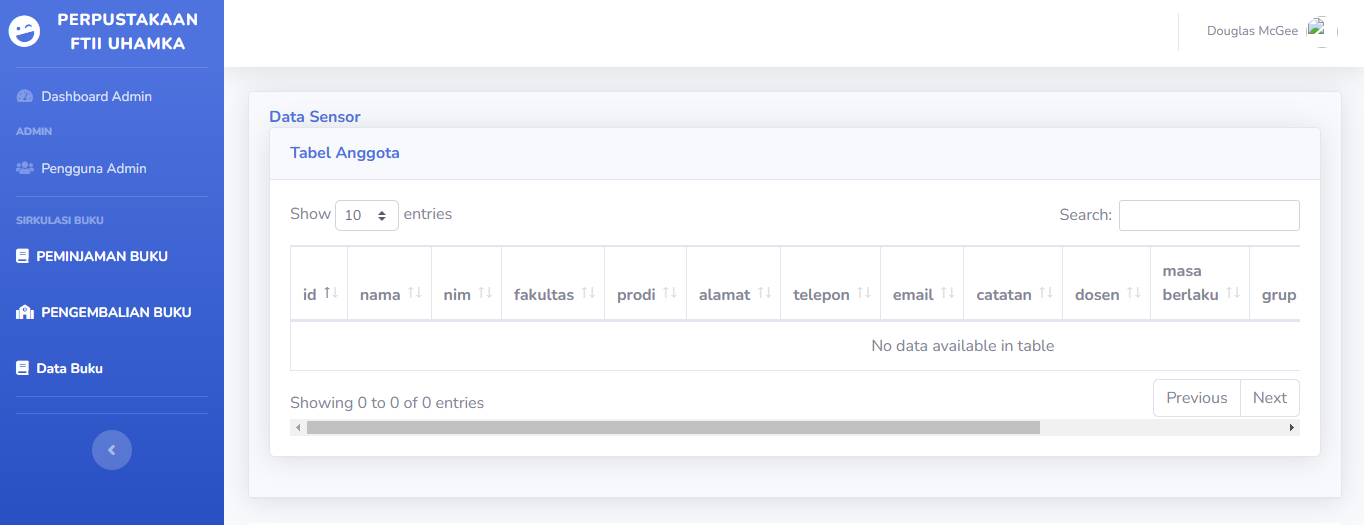 PERPUSTAKAAN
FTII UHAMKA
Douglas McGee
Dashboard Admin
ADMIN
Pengguna Admin
SIRKULASI BUKU
PEMINJAMAN BUKU
PENGEMBALIAN BUKU
Data Buku
Data Sensor
Tabel Anggota
Show 10 entries
Search:
id nama nim fakultas prodi alamat telepon email catatan dosen masa berlaku grup
No data available in table
Showing 0 to 0 of 0 entries
Previous Next